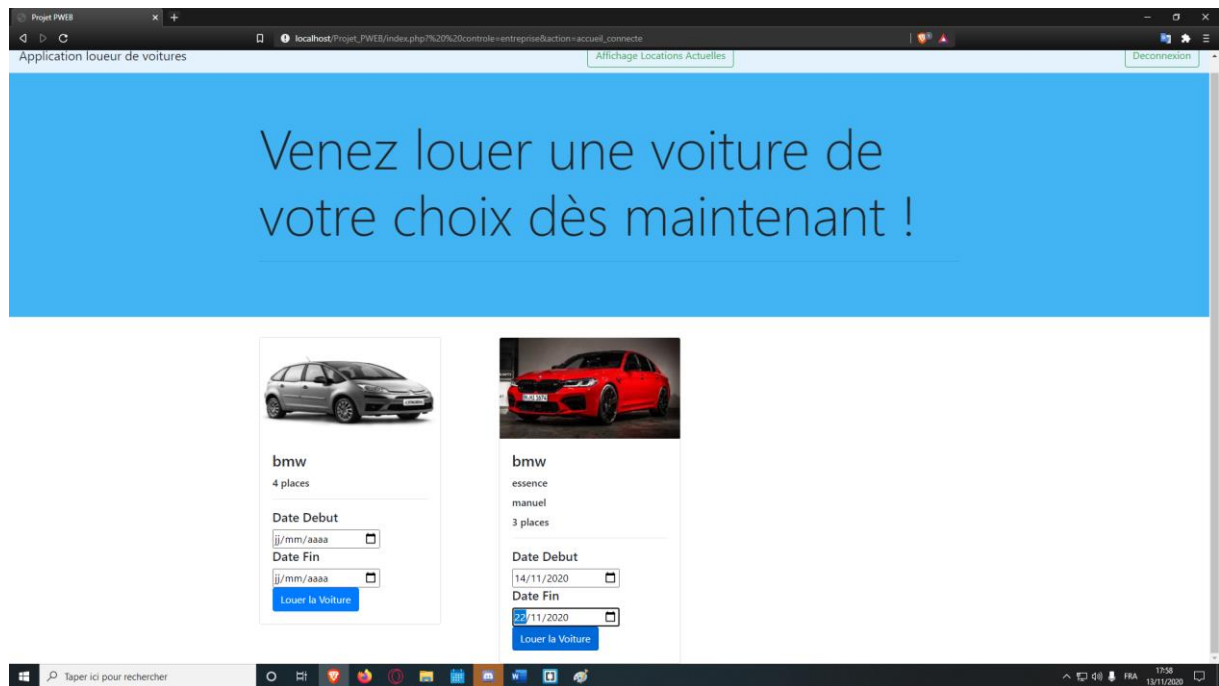 Projet PWEB
localhost/Projet_PWEB/index.php?%20%20controle=entreprise&action=accueil_connecte
Application loueur de voitures
Affichage Locations Actuelles
Deconnexion
Venez louer une voiture de
votre choix dès maintenant !
bmw
4 places
Date Debut
jj/mm/aaaa
Date Fin
jj/mm/aaaa
Louer la Voiture
bmw
essence
manuel
3 places
Date Debut
14/11/2020
Date Fin
22/11/2020
Louer la Voiture
Taper ici pour rechercher
FRA
17:58
13/11/2020